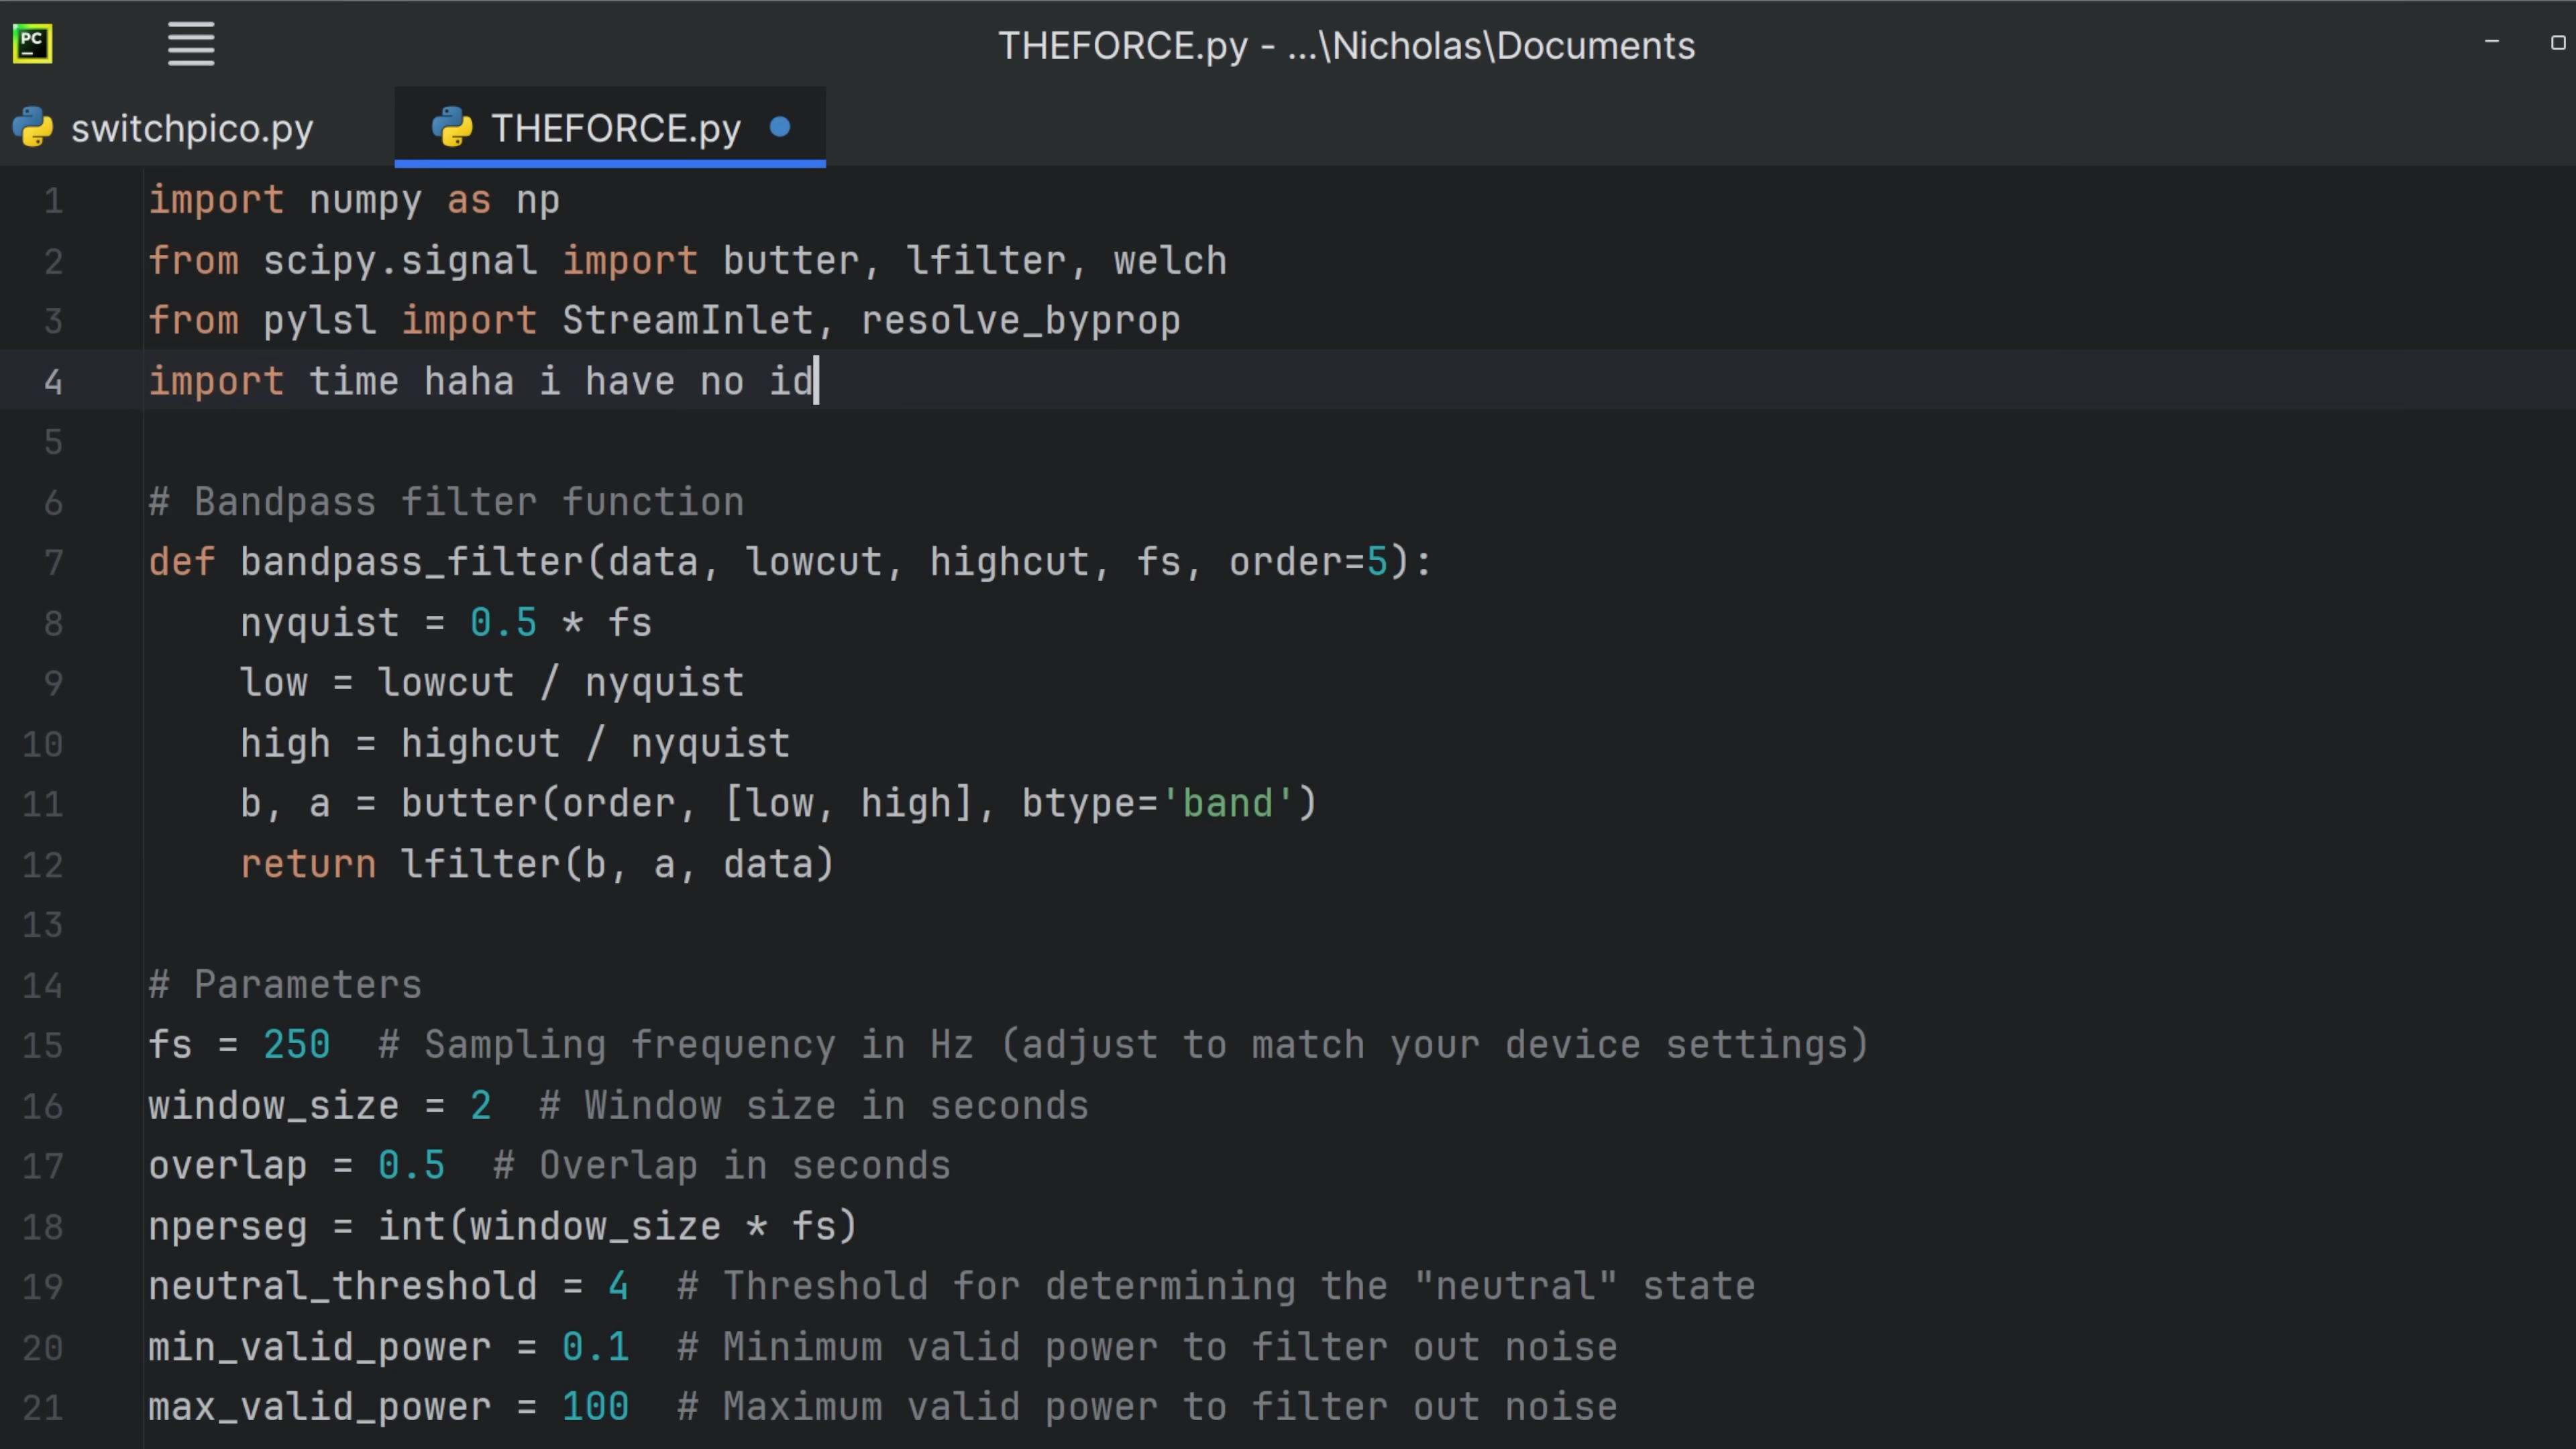 PC
THEFORCE.py - ...\Nicholas\Documents
switchpico.py
THEFORCE.py
1 import numpy as np
2 from scipy.signal import butter, lfilter, welch
3 from pylsl import StreamInlet, resolve_byprop
4 import time haha i have no id
5
6 # Bandpass filter function
7 def bandpass_filter(data, lowcut, highcut, fs, order=5):
8     nyquist = 0.5 * fs
9     low = lowcut / nyquist
10     high = highcut / nyquist
11     b, a = butter(order, [low, high], btype='band')
12     return lfilter(b, a, data)
13
14 # Parameters
15 fs = 250  # Sampling frequency in Hz (adjust to match your device settings)
16 window_size = 2  # Window size in seconds
17 overlap = 0.5  # Overlap in seconds
18 nperseg = int(window_size * fs)
19 neutral_threshold = 4  # Threshold for determining the "neutral" state
20 min_valid_power = 0.1  # Minimum valid power to filter out noise
21 max_valid_power = 100  # Maximum valid power to filter out noise